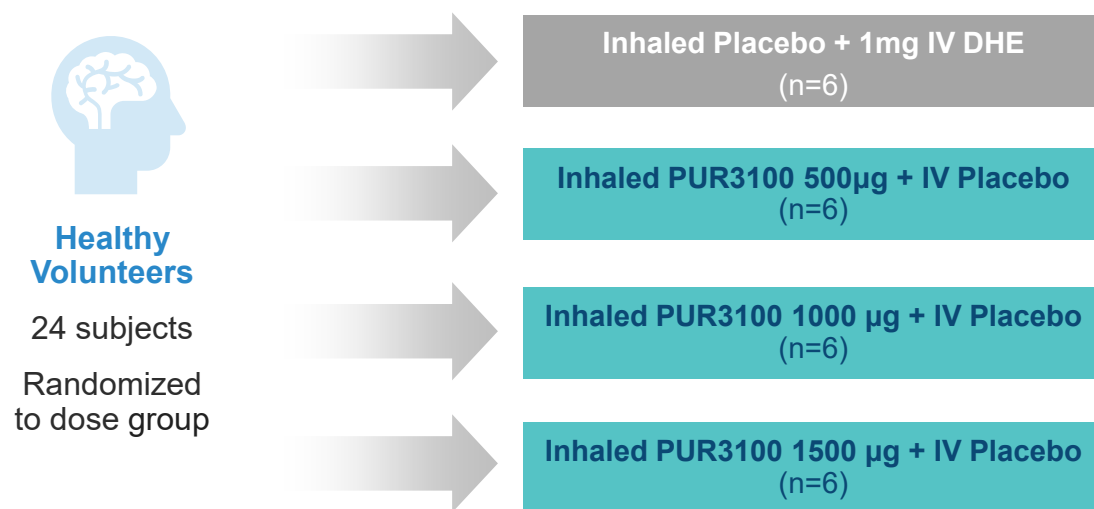 Healthy
Volunteers
24 subjects
Randomized
to dose group
Inhaled Placebo + 1mg IV DHE
(n=6)
Inhaled PUR3100 500µg + IV Placebo
(n=6)
Inhaled PUR3100 1000 µg + IV Placebo
(n=6)
Inhaled PUR3100 1500 µg + IV Placebo
(n=6)